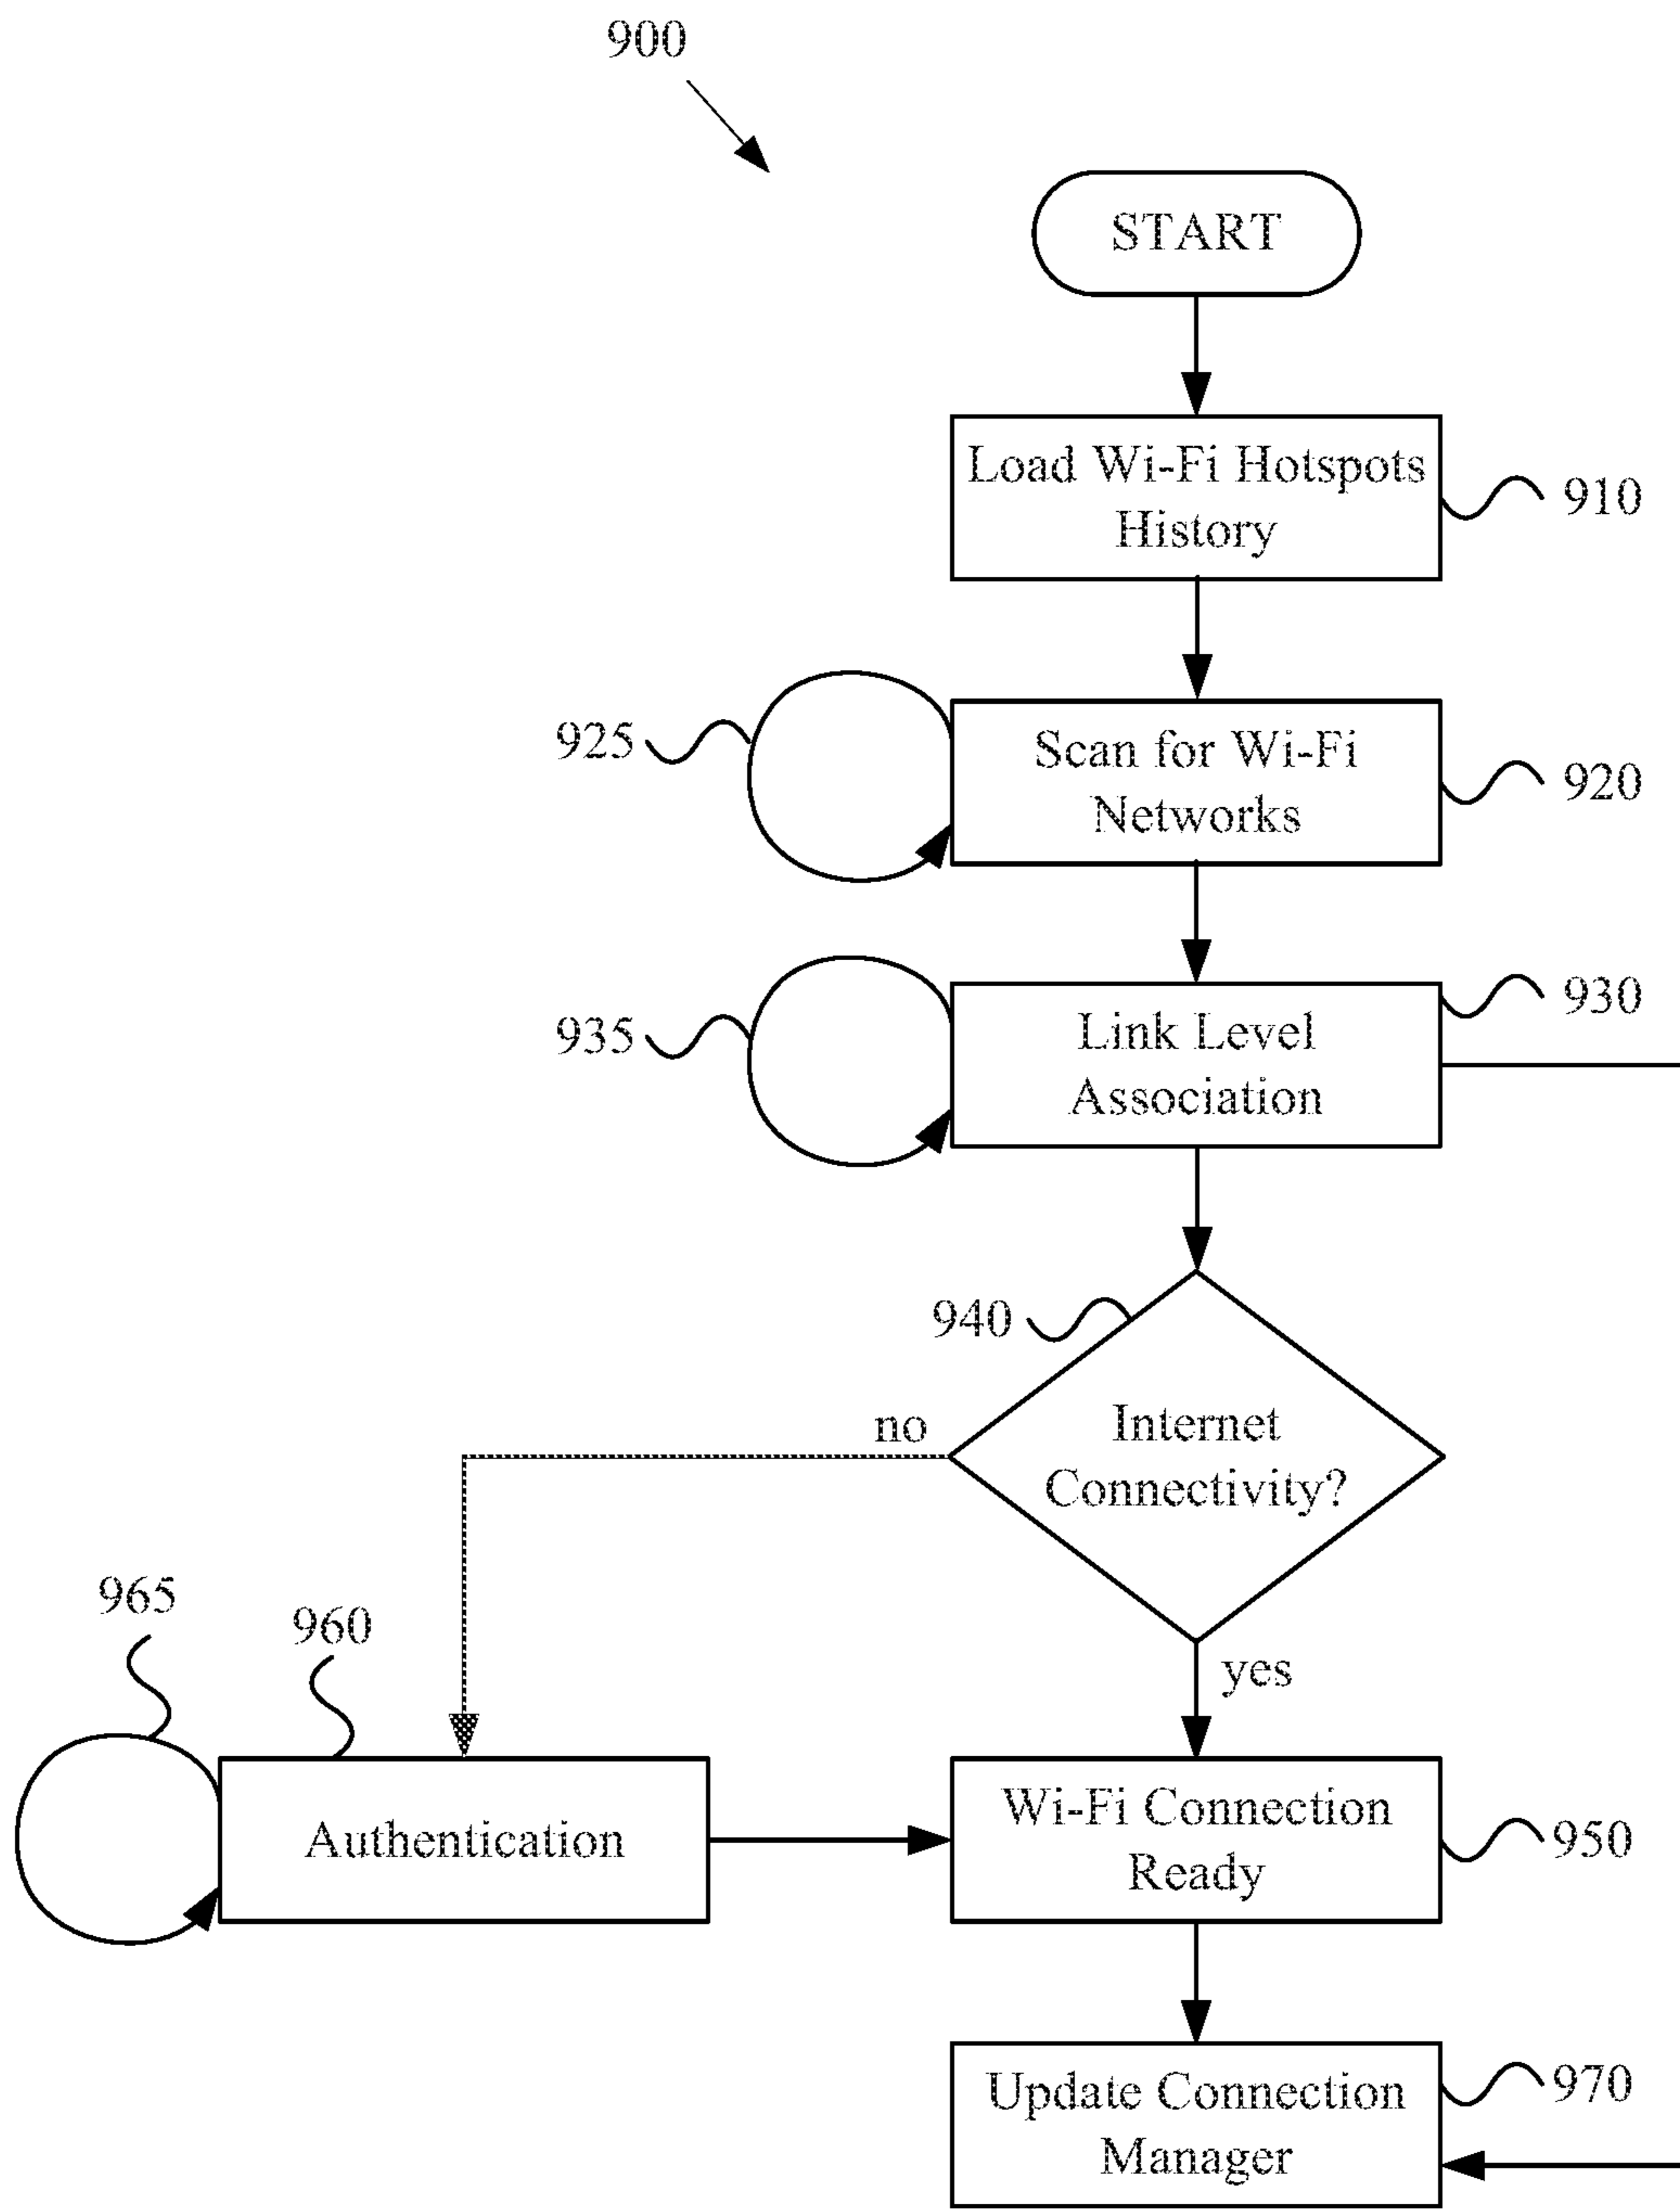 900
START
Load Wi-Fi Hotspots
History
910
925
Scan for Wi-Fi
Networks
920
930
935
Link Level
Association
940
no
Internet
Connectivity?
yes
965
960
Authentication
Wi-Fi Connection
Ready
950
Update Connection
Manager
970